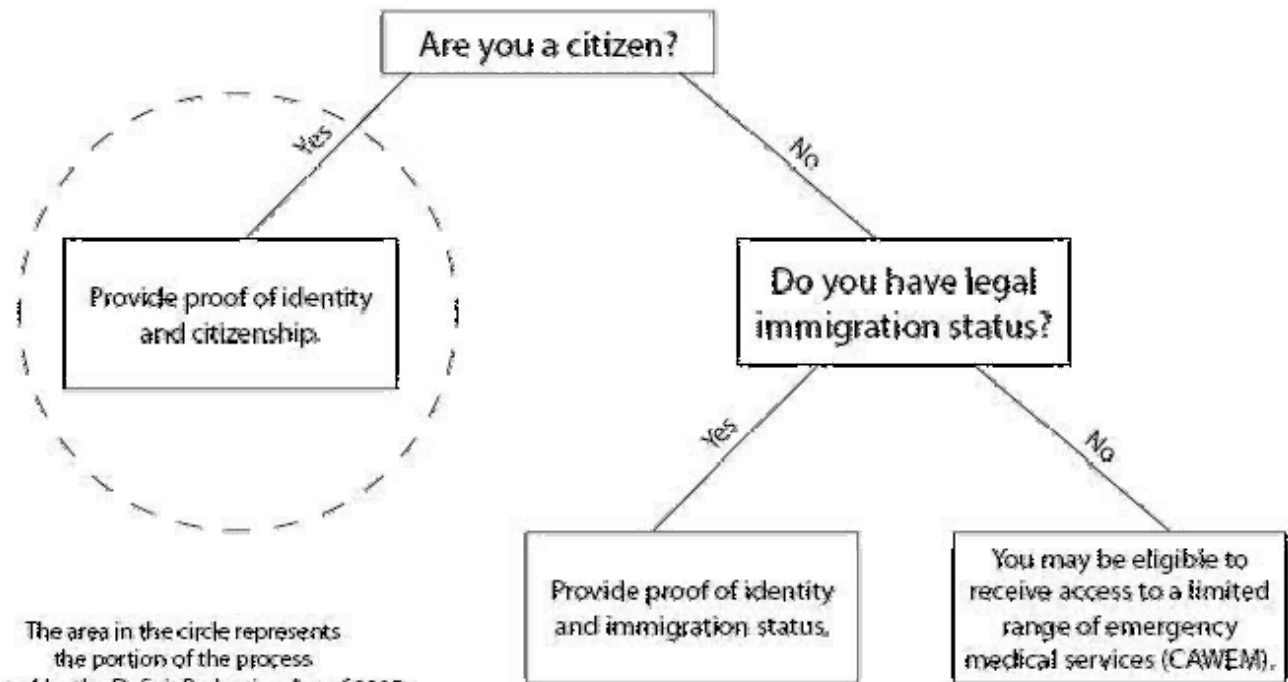 Are you a citizen?
Yes
No
Provide proof of identity
and citizenship.
Do you have legal
immigration status?
Yes
No
Provide proof of identity
and immigration status.
You may be eligible to
receive access to a limited
range of emergency
medical services (CAWEM).
The area in the circle represents
the portion of the process